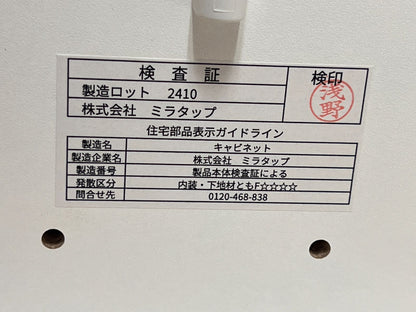 検査証
製造ロット 2410
株式会社 ミラタップ
検印
浅野
住宅部品表示ガイドライン
製造名 キャビネット
製造企業名 株式会社 ミラタップ
製造番号 製品本体検査証による
発散区分 内装・下地材ともF☆☆☆☆
問合せ先 0120-468-838